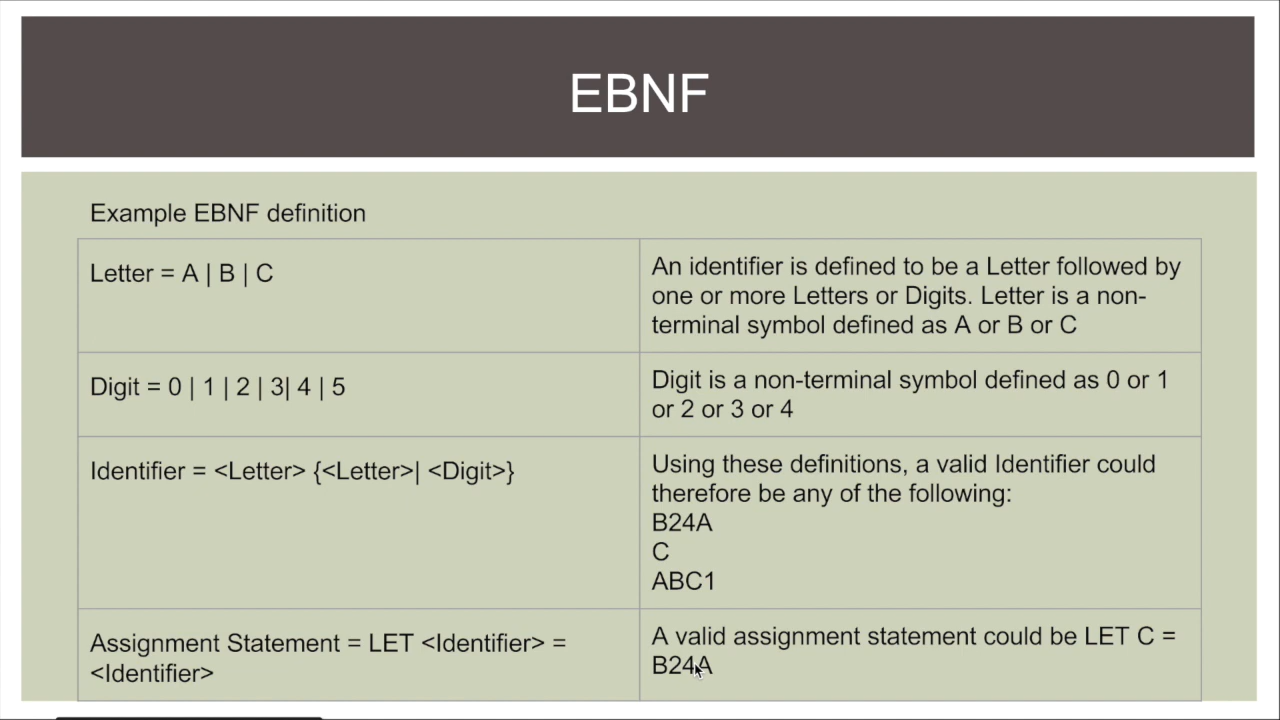 EBNF
Example EBNF definition
Letter = A | B | C
An identifier is defined to be a Letter followed by
one or more Letters or Digits. Letter is a non-
terminal symbol defined as A or B or C
Digit = 0 | 1 | 2 | 3| 4 | 5
Digit is a non-terminal symbol defined as 0 or 1
or 2 or 3 or 4
Identifier = <Letter> {<Letter>| <Digit>}
Using these definitions, a valid Identifier could
therefore be any of the following:
B24A
C
ABC1
Assignment Statement = LET <Identifier> =
<Identifier>
A valid assignment statement could be LET C =
B24A